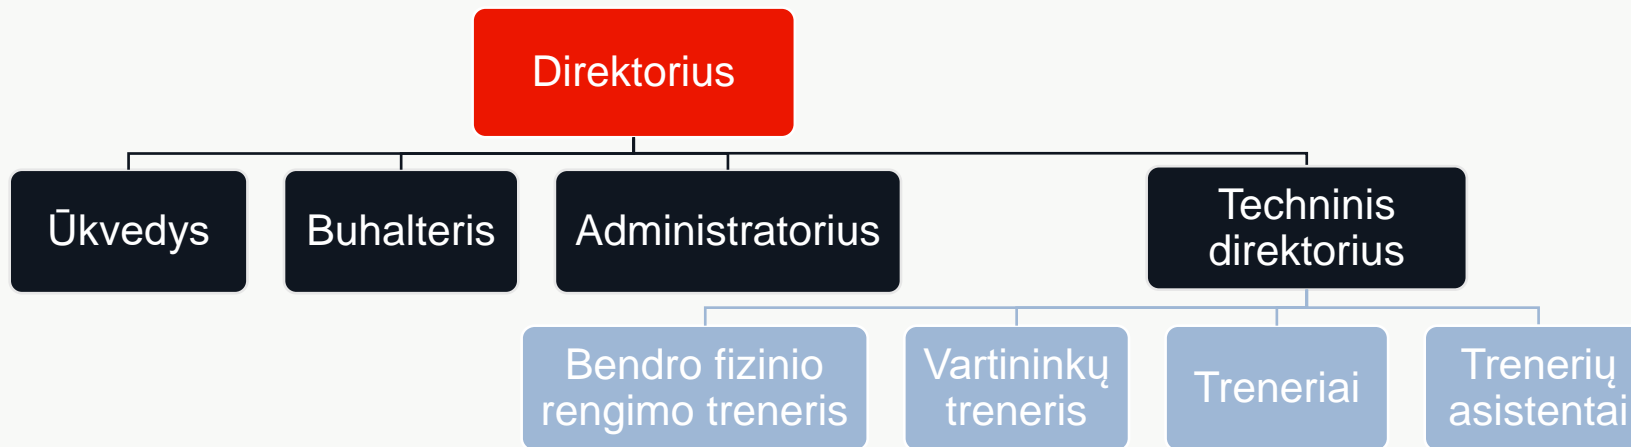 Direktorius
Ūkvedys
Buhalteris
Administratorius
Techninis
direktorius
Bendro fizinio
rengimo treneris
Vartininkų
treneris
Treneriai
Trenerių
asistentai